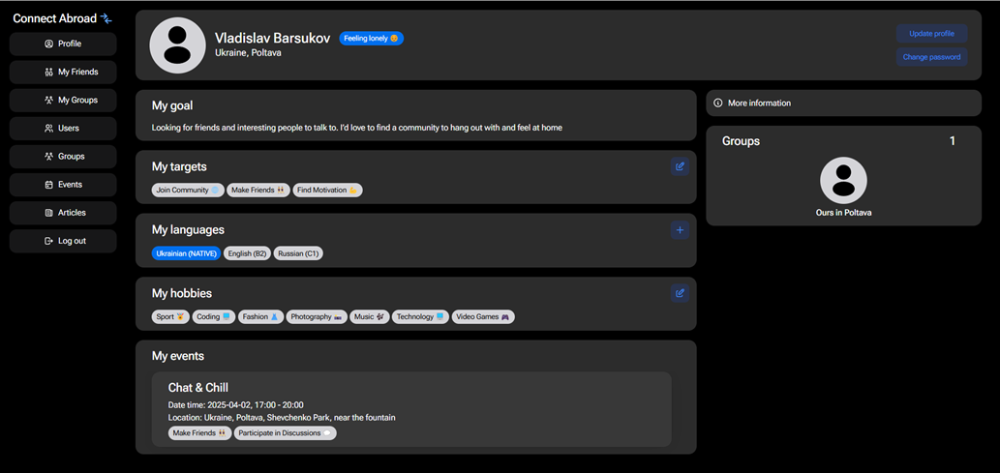 Connect Abroad
Profile
My Friends
My Groups
Users
Groups
Events
Articles
Log out
Vladislav Barsukov Feeling lonely 😔
Ukraine, Poltava
Update profile
Change password
My goal
Looking for friends and interesting people to talk to. I'd love to find a community to hang out with and feel at home
My targets
Join Community Make Friends Find Motivation
My languages
Ukrainian (NATIVE) English (B2) Russian (C1)
My hobbies
Sport Coding Fashion Photography Music Technology Video Games
My events
Chat & Chill
Date time: 2025-04-02, 17:00 - 20:00
Location: Ukraine, Poltava, Shevchenko Park, near the fountain
Make Friends Participate in Discussions
More information
Groups 1
Ours in Poltava